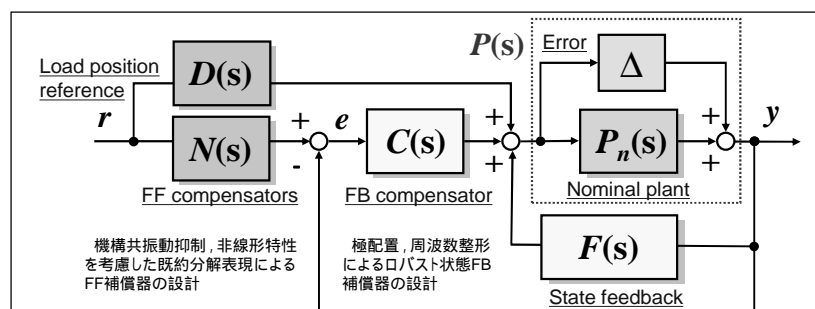 P(s)
Error
Δ
Load position
reference
D(s)
r
+
e
+
+
y
N(s)
-
C(s)
+
Pn(s)
+
FF compensators
FB compensator
Nominal plant
機構共振動抑制,非線形特性
を考慮した既約分解表現による
FF補償器の設計
極配置,周波数整形
によるロバスト状態FB
補償器の設計
F(s)
State feedback